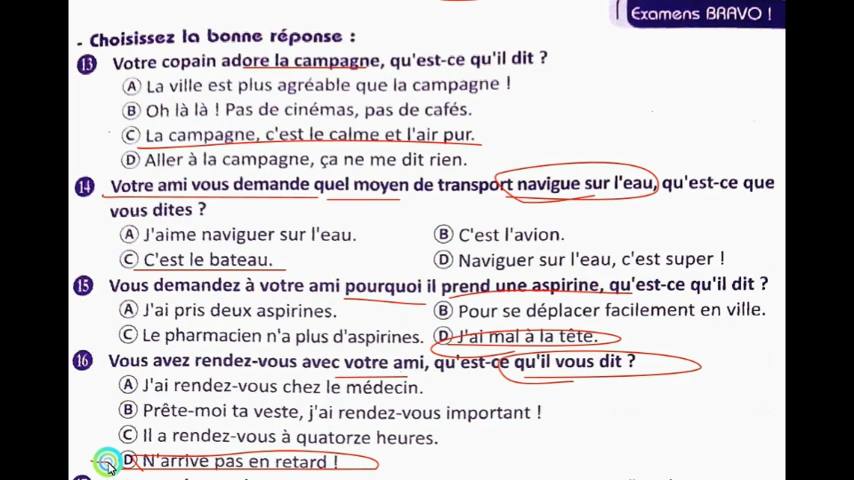 Examens BRAVO !
- Choisissez la bonne réponse :
13 Votre copain adore la campagne, qu'est-ce qu'il dit ?
A La ville est plus agréable que la campagne !
B Oh là là ! Pas de cinémas, pas de cafés.
C La campagne, c'est le calme et l'air pur.
D Aller à la campagne, ça ne me dit rien.
14 Votre ami vous demande quel moyen de transport navigue sur l'eau, qu'est-ce que
vous dites ?
A J'aime naviguer sur l'eau. B C'est l'avion.
C C'est le bateau. D Naviguer sur l'eau, c'est super !
15 Vous demandez à votre ami pourquoi il prend une aspirine, qu'est-ce qu'il dit ?
A J'ai pris deux aspirines. B Pour se déplacer facilement en ville.
C Le pharmacien n'a plus d'aspirines. D J'ai mal à la tête.
16 Vous avez rendez-vous avec votre ami, qu'est-ce qu'il vous dit ?
A J'ai rendez-vous chez le médecin.
B Prête-moi ta veste, j'ai rendez-vous important !
C Il a rendez-vous à quatorze heures.
D N'arrive pas en retard !